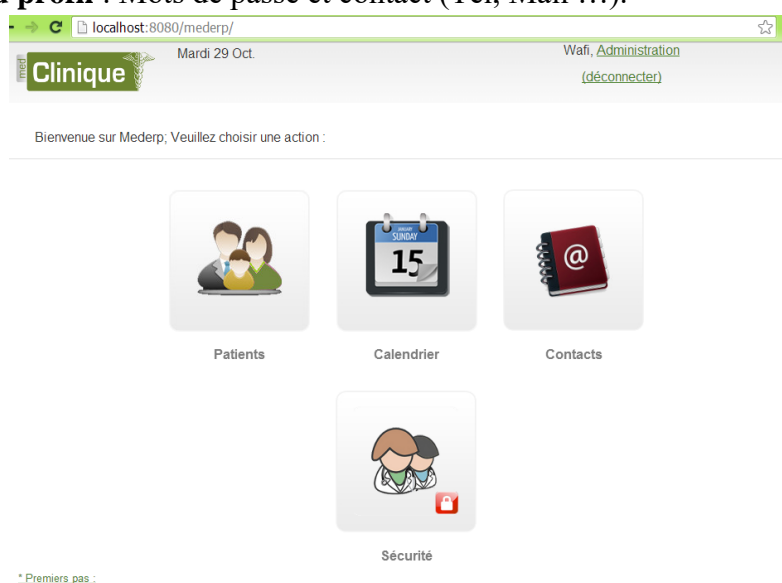 profil : Mots de passe et contact (Tel, Mail …).
localhost:8080/mederp/
med Clinique
Mardi 29 Oct.
Wafi, Administration
(déconnecter)
Bienvenue sur Mederp; Veuillez choisir une action :
JANUARY
SUNDAY
15
@
Patients Calendrier Contacts
Sécurité
* Premiers pas :